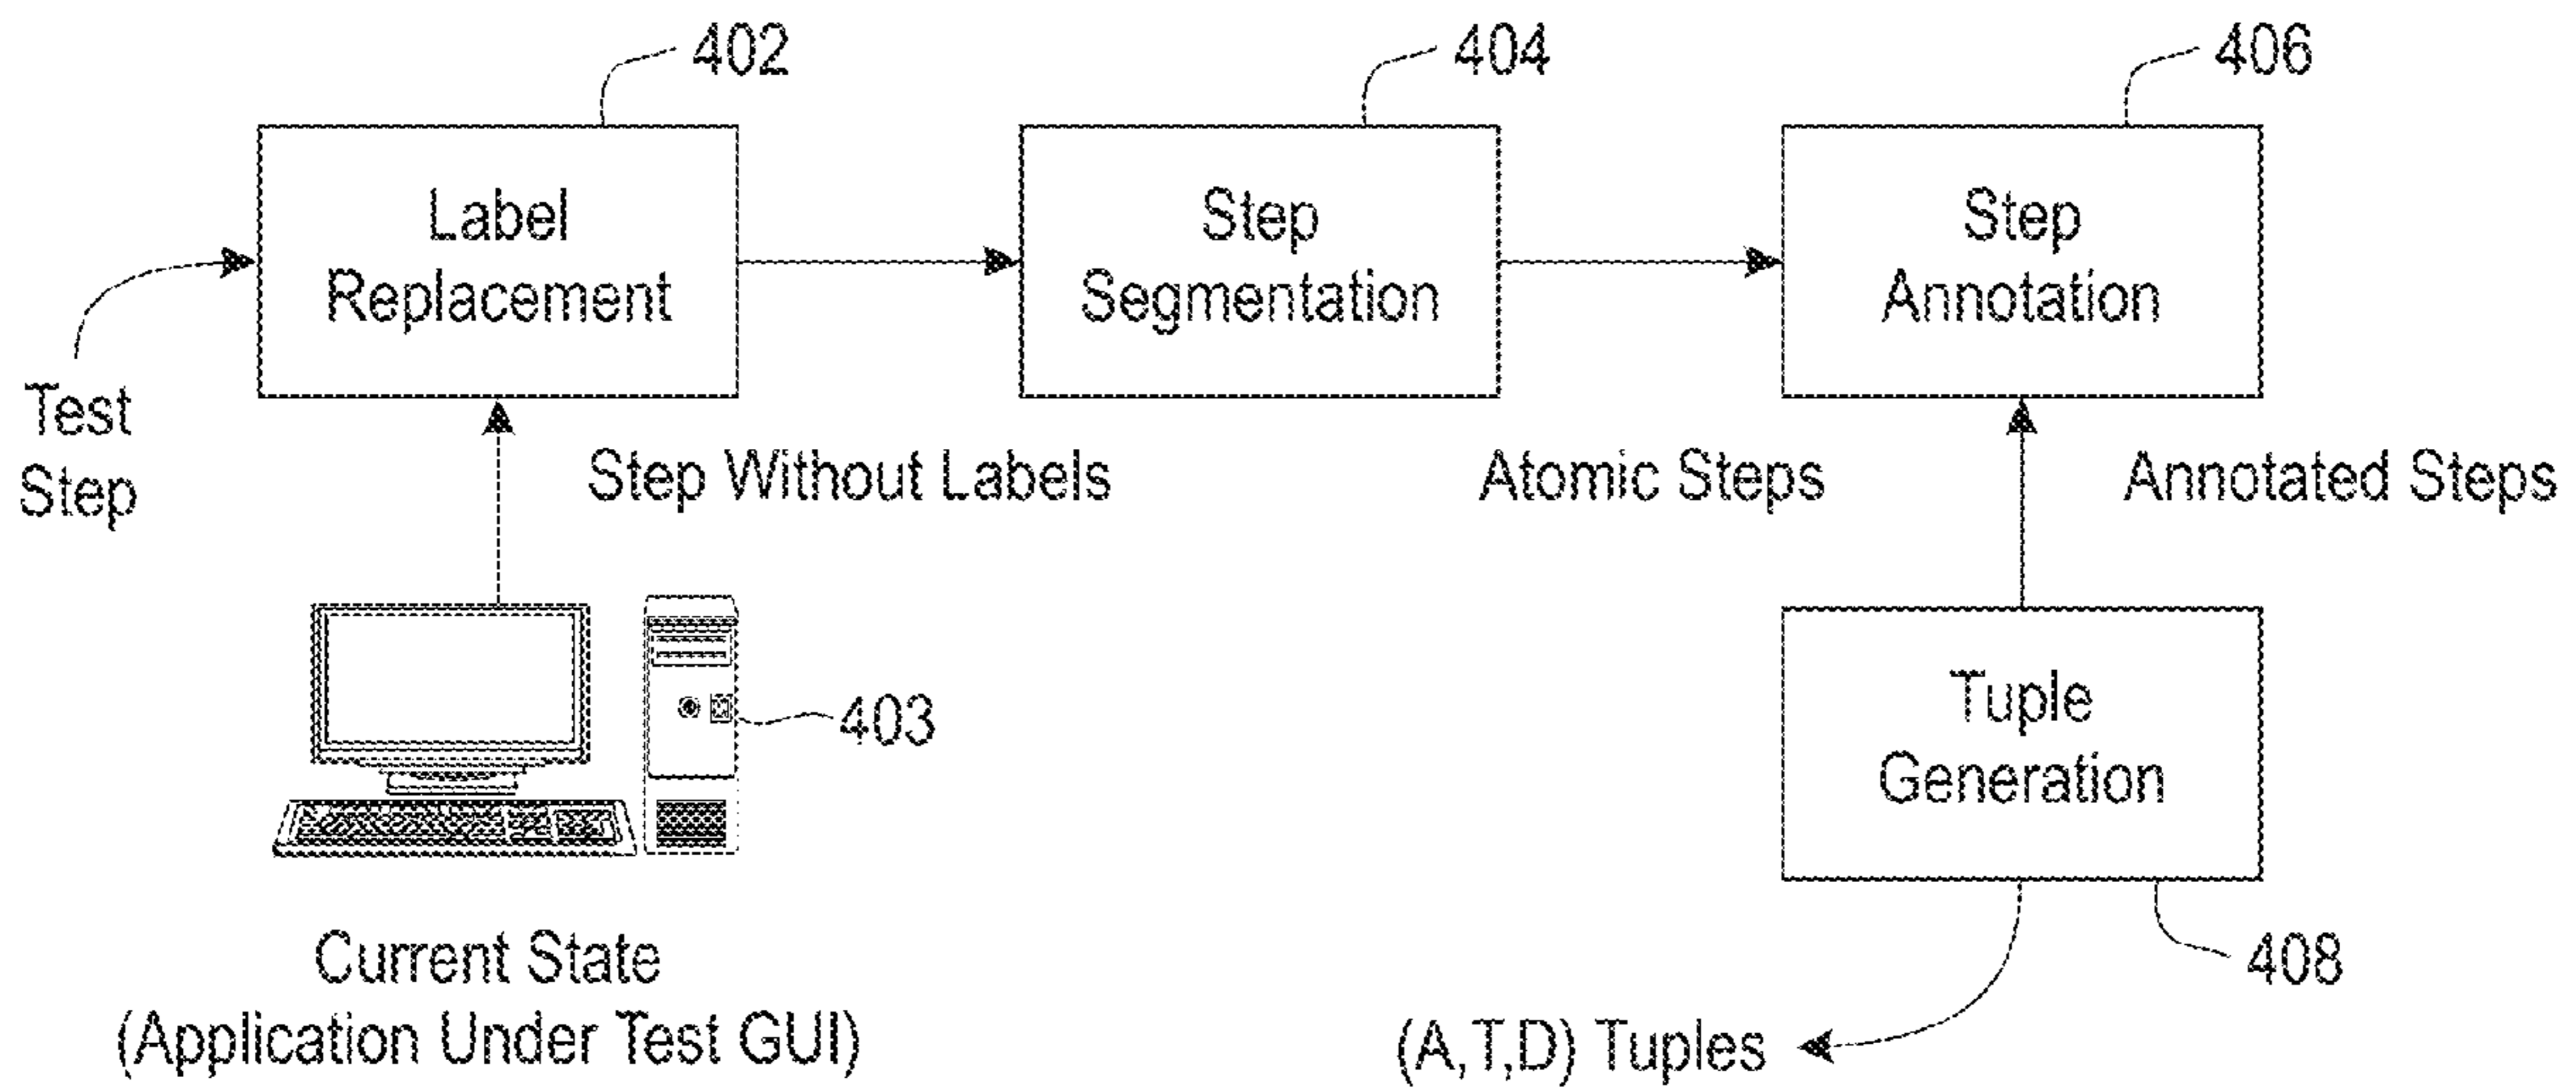 402
404
406
Label
Replacement
Step
Segmentation
Step
Annotation
Test
Step
Step Without Labels
Atomic Steps
Annotated Steps
403
Tuple
Generation
Current State
(Application Under Test GUI)
408
(A,T,D) Tuples